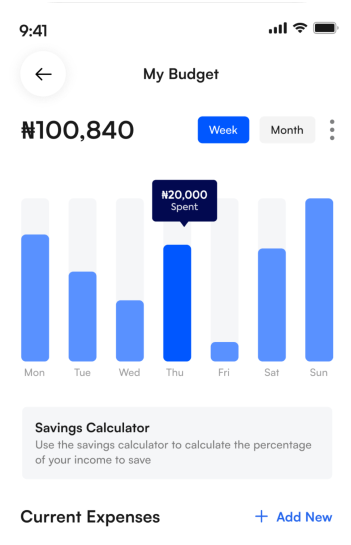 9:41
My Budget
₦100,840
Week
Month
₦20,000
Spent
Mon Tue Wed Thu Fri Sat Sun
Savings Calculator
Use the savings calculator to calculate the percentage
of your income to save
Current Expenses
+ Add New